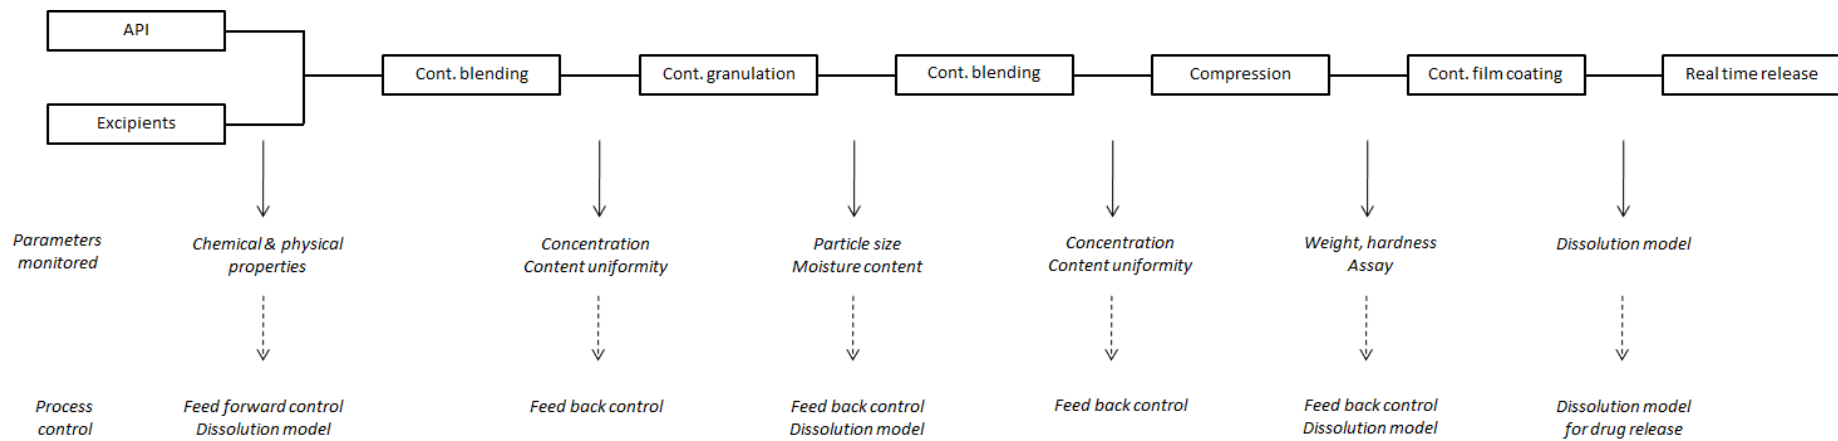 API
Excipients
Cont. blending
Cont. granulation
Cont. blending
Compression
Cont. film coating
Real time release
Parameters
monitored
Chemical & physical
properties
Concentration
Content uniformity
Particle size
Moisture content
Concentration
Content uniformity
Weight, hardness
Assay
Dissolution model
Process
control
Feed forward control
Dissolution model
Feed back control
Feed back control
Dissolution model
Feed back control
Feed back control
Dissolution model
Dissolution model
for drug release